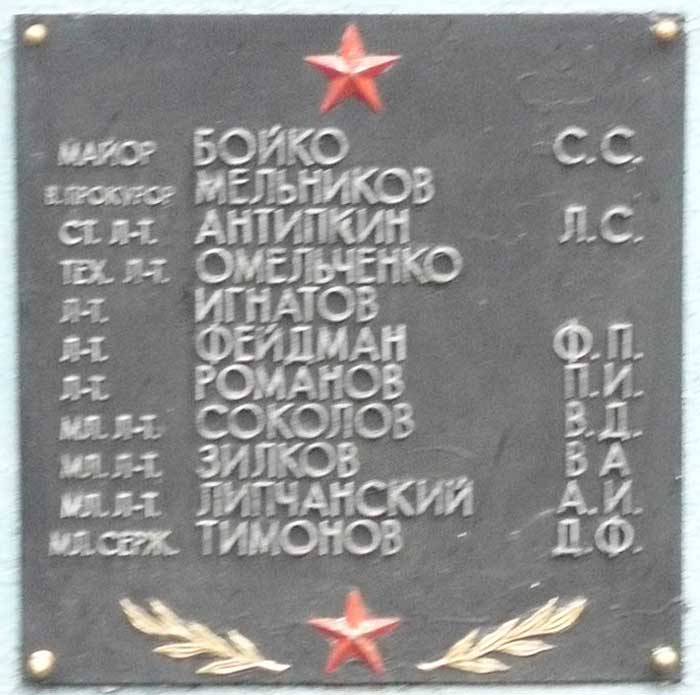 МАЙОР БОЙКО С.С.
В.ПРОКУРОР МЕЛЬНИКОВ
СТ. Л-Т. АНТИПКИН Л.С.
ТЕХ. Л-Т. ОМЕЛЬЧЕНКО
Л-Т. ИГНАТОВ
Л-Т. ФЕЙДМАН Ф.П.
Л-Т. РОМАНОВ П.И.
МЛ. Л-Т. СОКОЛОВ В.Д.
МЛ. Л-Т. ЗИЛКОВ В А
МЛ. Л-Т. ЛИПЧАНСКИЙ А.И.
МЛ. СЕРЖ. ТИМОНОВ Д.Ф.